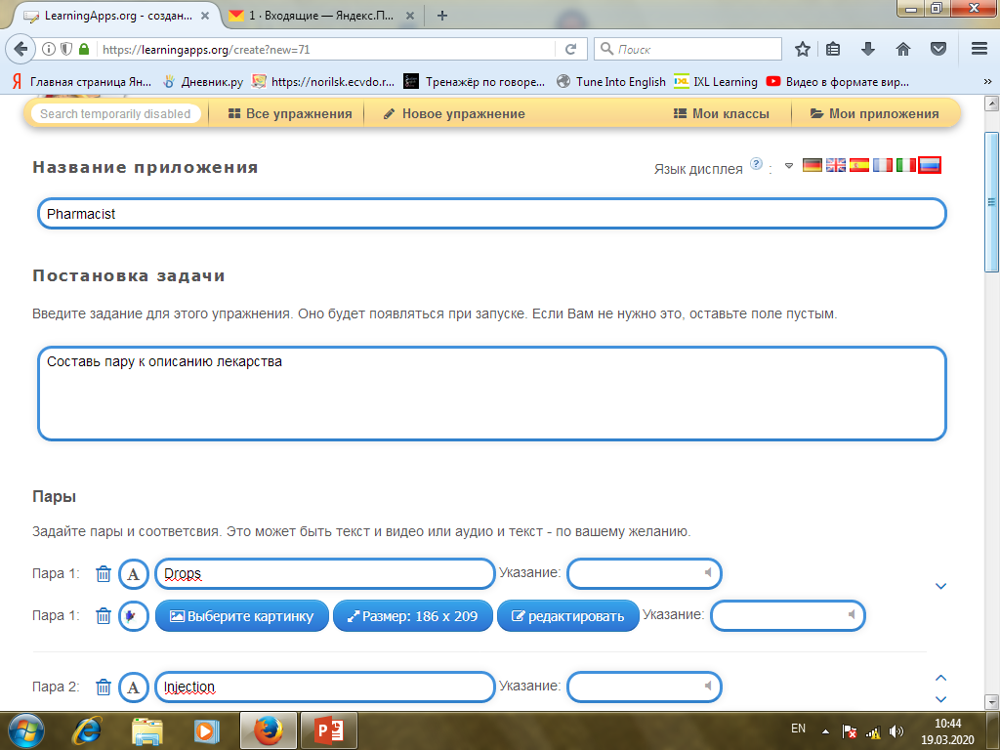 LearningApps.org - создан...
1 · Входящие — Яндекс.П...
https://learningapps.org/create?new=71
Поиск
Главная страница Ян...
Дневник.ру
https://norilsk.ecvdo.r...
Тренажёр по говоре...
Tune Into English
IXL Learning
Видео в формате вир...
Search temporarily disabled
Все упражнения
Новое упражнение
Мои классы
Мои приложения
Название приложения
Язык дисплея ? :
Pharmacist
Постановка задачи
Введите задание для этого упражнения. Оно будет появляться при запуске. Если Вам не нужно это, оставьте поле пустым.
Составь пару к описанию лекарства
Пары
Задайте пары и соответсвия. Это может быть текст и видео или аудио и текст - по вашему желанию.
Пара 1: A Drops Указание:
Пара 1: Выберите картинку Размер: 186 x 209 редактировать Указание:
Пара 2: A Injection Указание:
EN
10:44
19.03.2020